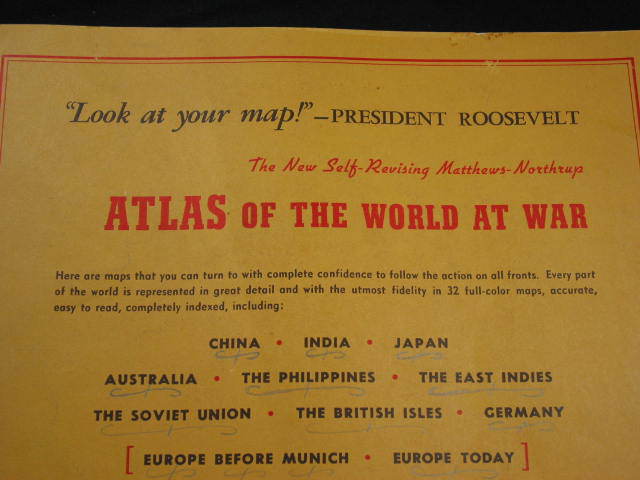 "Look at your map!"—PRESIDENT ROOSEVELT
The New Self-Revising Matthews-Northrup
ATLAS OF THE WORLD AT WAR
Here are maps that you can turn to with complete confidence to follow the action on all fronts. Every part
of the world is represented in great detail and with the utmost fidelity in 32 full-color maps, accurate,
easy to read, completely indexed, including:
CHINA • INDIA • JAPAN
AUSTRALIA • THE PHILIPPINES • THE EAST INDIES
THE SOVIET UNION • THE BRITISH ISLES • GERMANY
[EUROPE BEFORE MUNICH • EUROPE TODAY]